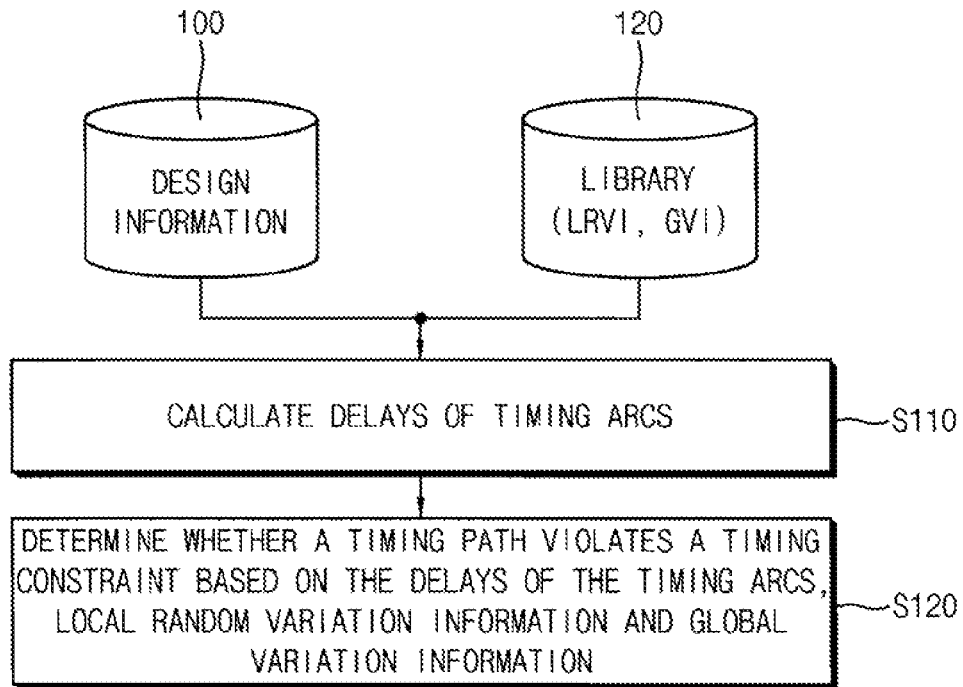 100
120
DESIGN
INFORMATION
LIBRARY
(LRVI, GVI)
CALCULATE DELAYS OF TIMING ARCS
S110
DETERMINE WHETHER A TIMING PATH VIOLATES A TIMING
CONSTRAINT BASED ON THE DELAYS OF THE TIMING ARCS,
LOCAL RANDOM VARIATION INFORMATION AND GLOBAL
VARIATION INFORMATION
S120